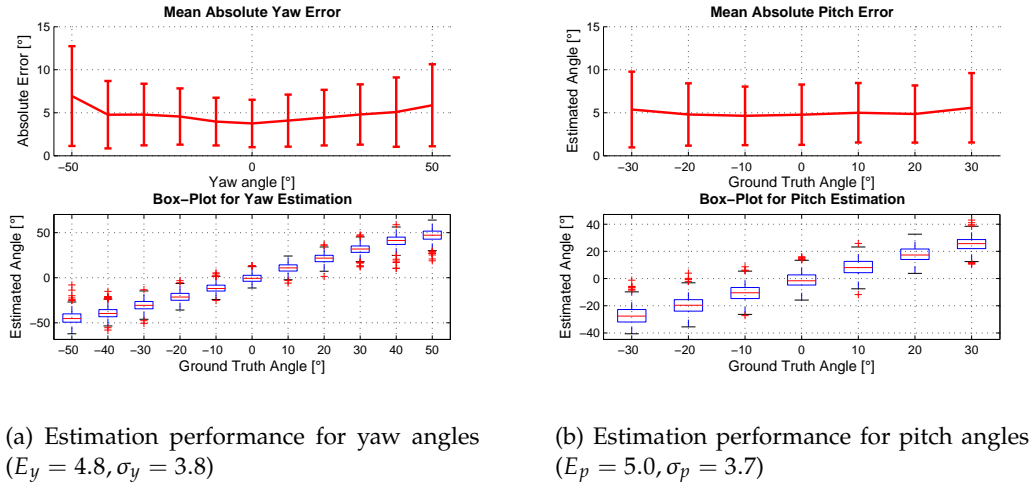 Mean Absolute Yaw Error
Absolute Error [°]
15
10
5
0
−50
0
50
Yaw angle [°]
Box−Plot for Yaw Estimation
Estimated Angle [°]
50
0
−50
−50 −40 −30 −20 −10 0 10 20 30 40 50
Ground Truth Angle [°]
(a) Estimation performance for yaw angles
(E_y = 4.8, σ_y = 3.8)
Mean Absolute Pitch Error
Estimated Angle [°]
15
10
5
0
−30 −20 −10 0 10 20 30
Ground Truth Angle [°]
Box−Plot for Pitch Estimation
Estimated Angle [°]
40
20
0
−20
−40
−30 −20 −10 0 10 20 30
Ground Truth Angle [°]
(b) Estimation performance for pitch angles
(E_p = 5.0, σ_p = 3.7)